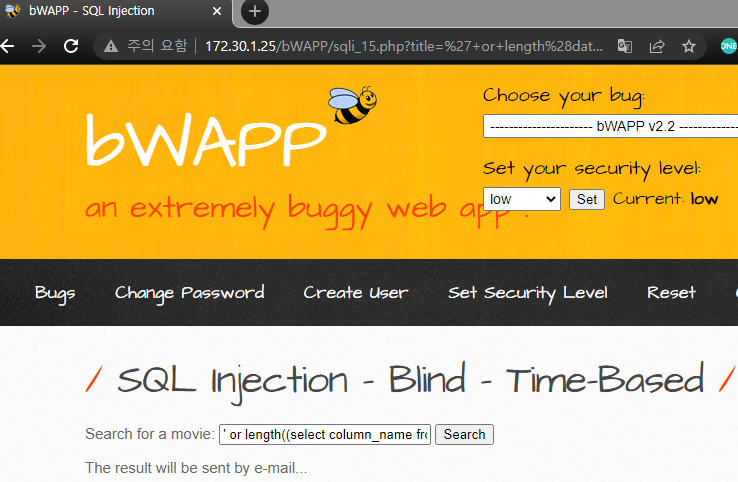 bWAPP - SQL Injection
주의 요함 | 172.30.1.25/bWAPP/sqli_15.php?title=%27+or+length%28dat...
ONE
Choose your bug:
---------------------- bWAPP v2.2 -------------
bWAPP
Set your security level:
an extremely buggy web app !
low Set Current: low
Bugs Change Password Create User Set Security Level Reset
/ SQL Injection - Blind - Time-Based /
Search for a movie: ' or length((select column_name fro Search
The result will be sent by e-mail...